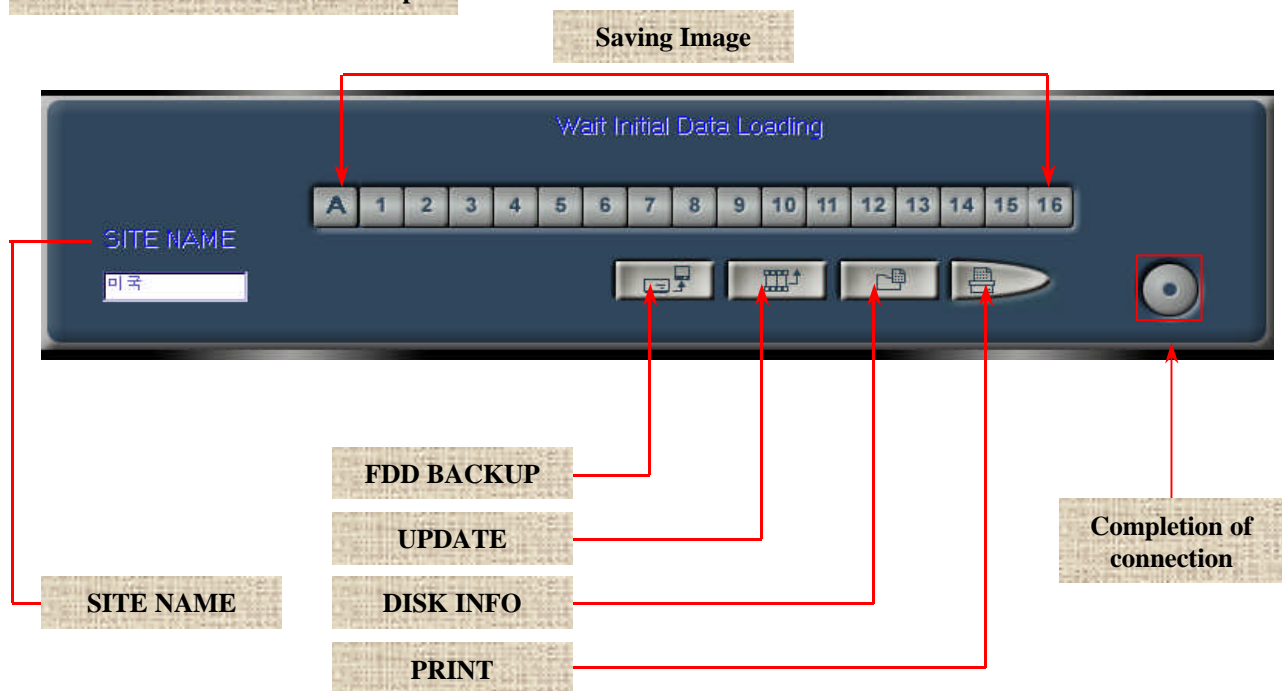 Saving Image
Wait Initial Data Loading
A 1 2 3 4 5 6 7 8 9 10 11 12 13 14 15 16
SITE NAME
미국
FDD BACKUP
UPDATE
Completion of
connection
SITE NAME
DISK INFO
PRINT